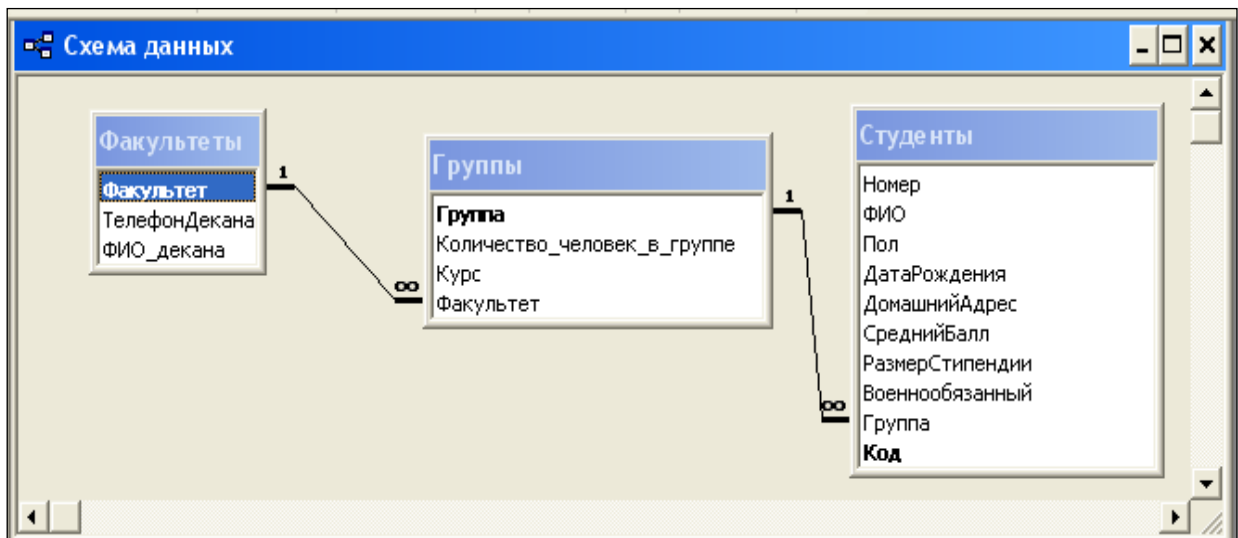 Схема данных
Факультеты
Факультет
ТелефонДекана
ФИО_декана
1
∞
Группы
Группа
Количество_человек_в_группе
Курс
Факультет
1
∞
Студенты
Номер
ФИО
Пол
ДатаРождения
ДомашнийАдрес
СреднийБалл
РазмерСтипендии
Военнообязанный
Группа
Код